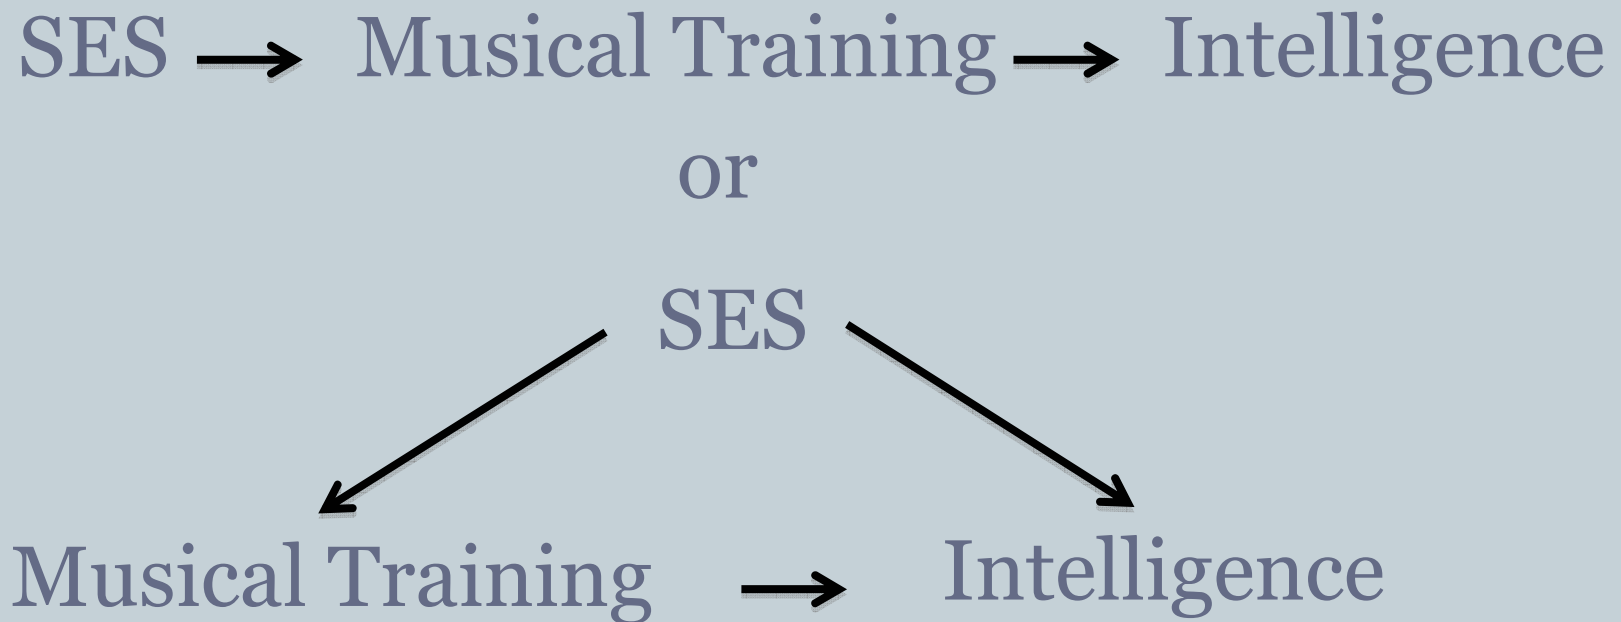 SES Musical Training Intelligence
or
SES
Musical Training Intelligence